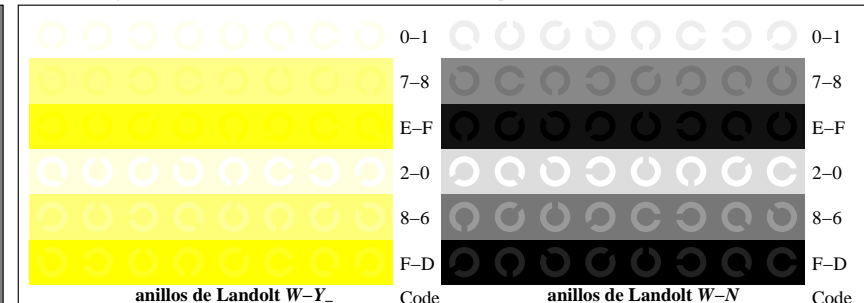 0–1 0–1
7–8 7–8
E–F E–F
2–0 2–0
8–6 8–6
F–D F–D
anillos de Landolt W–Y_ Code anillos de Landolt W–N Code